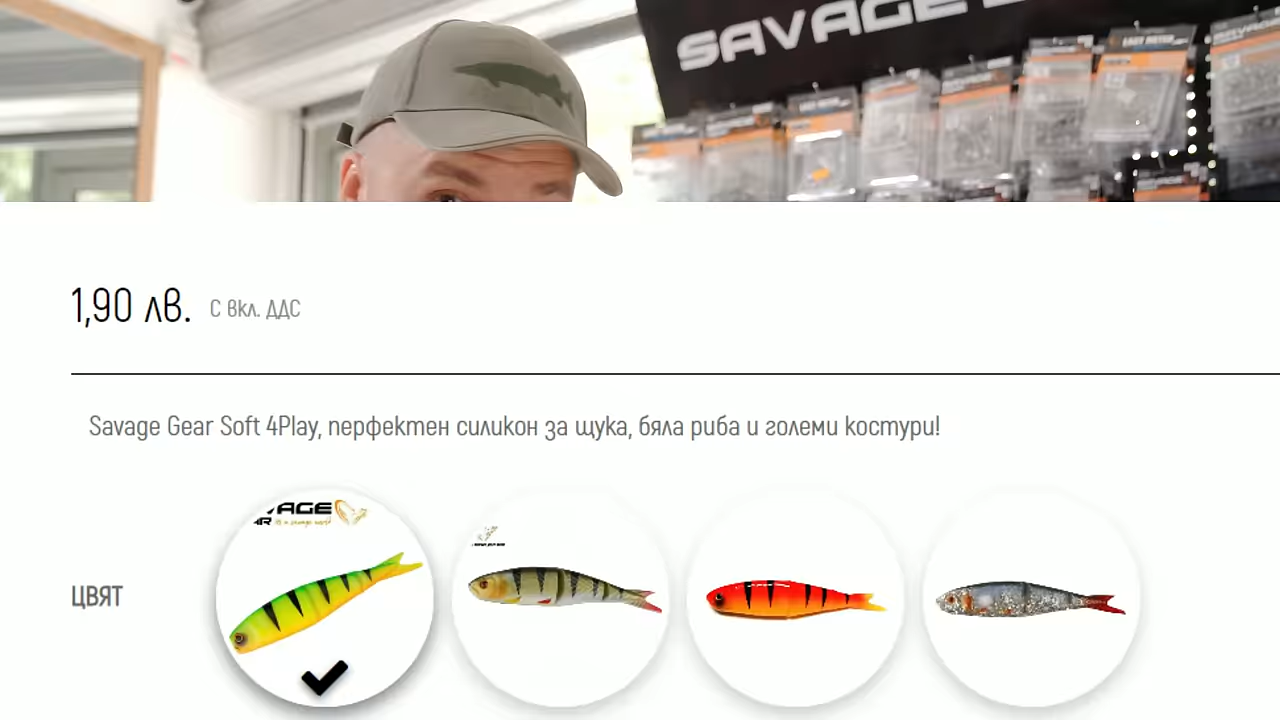 SAVAGE
1,90 лв. С Вкл. ДДС
Savage Gear Soft 4Play, перфектен силикон за щука, бяла риба и големи костури!
ЦВЯТ